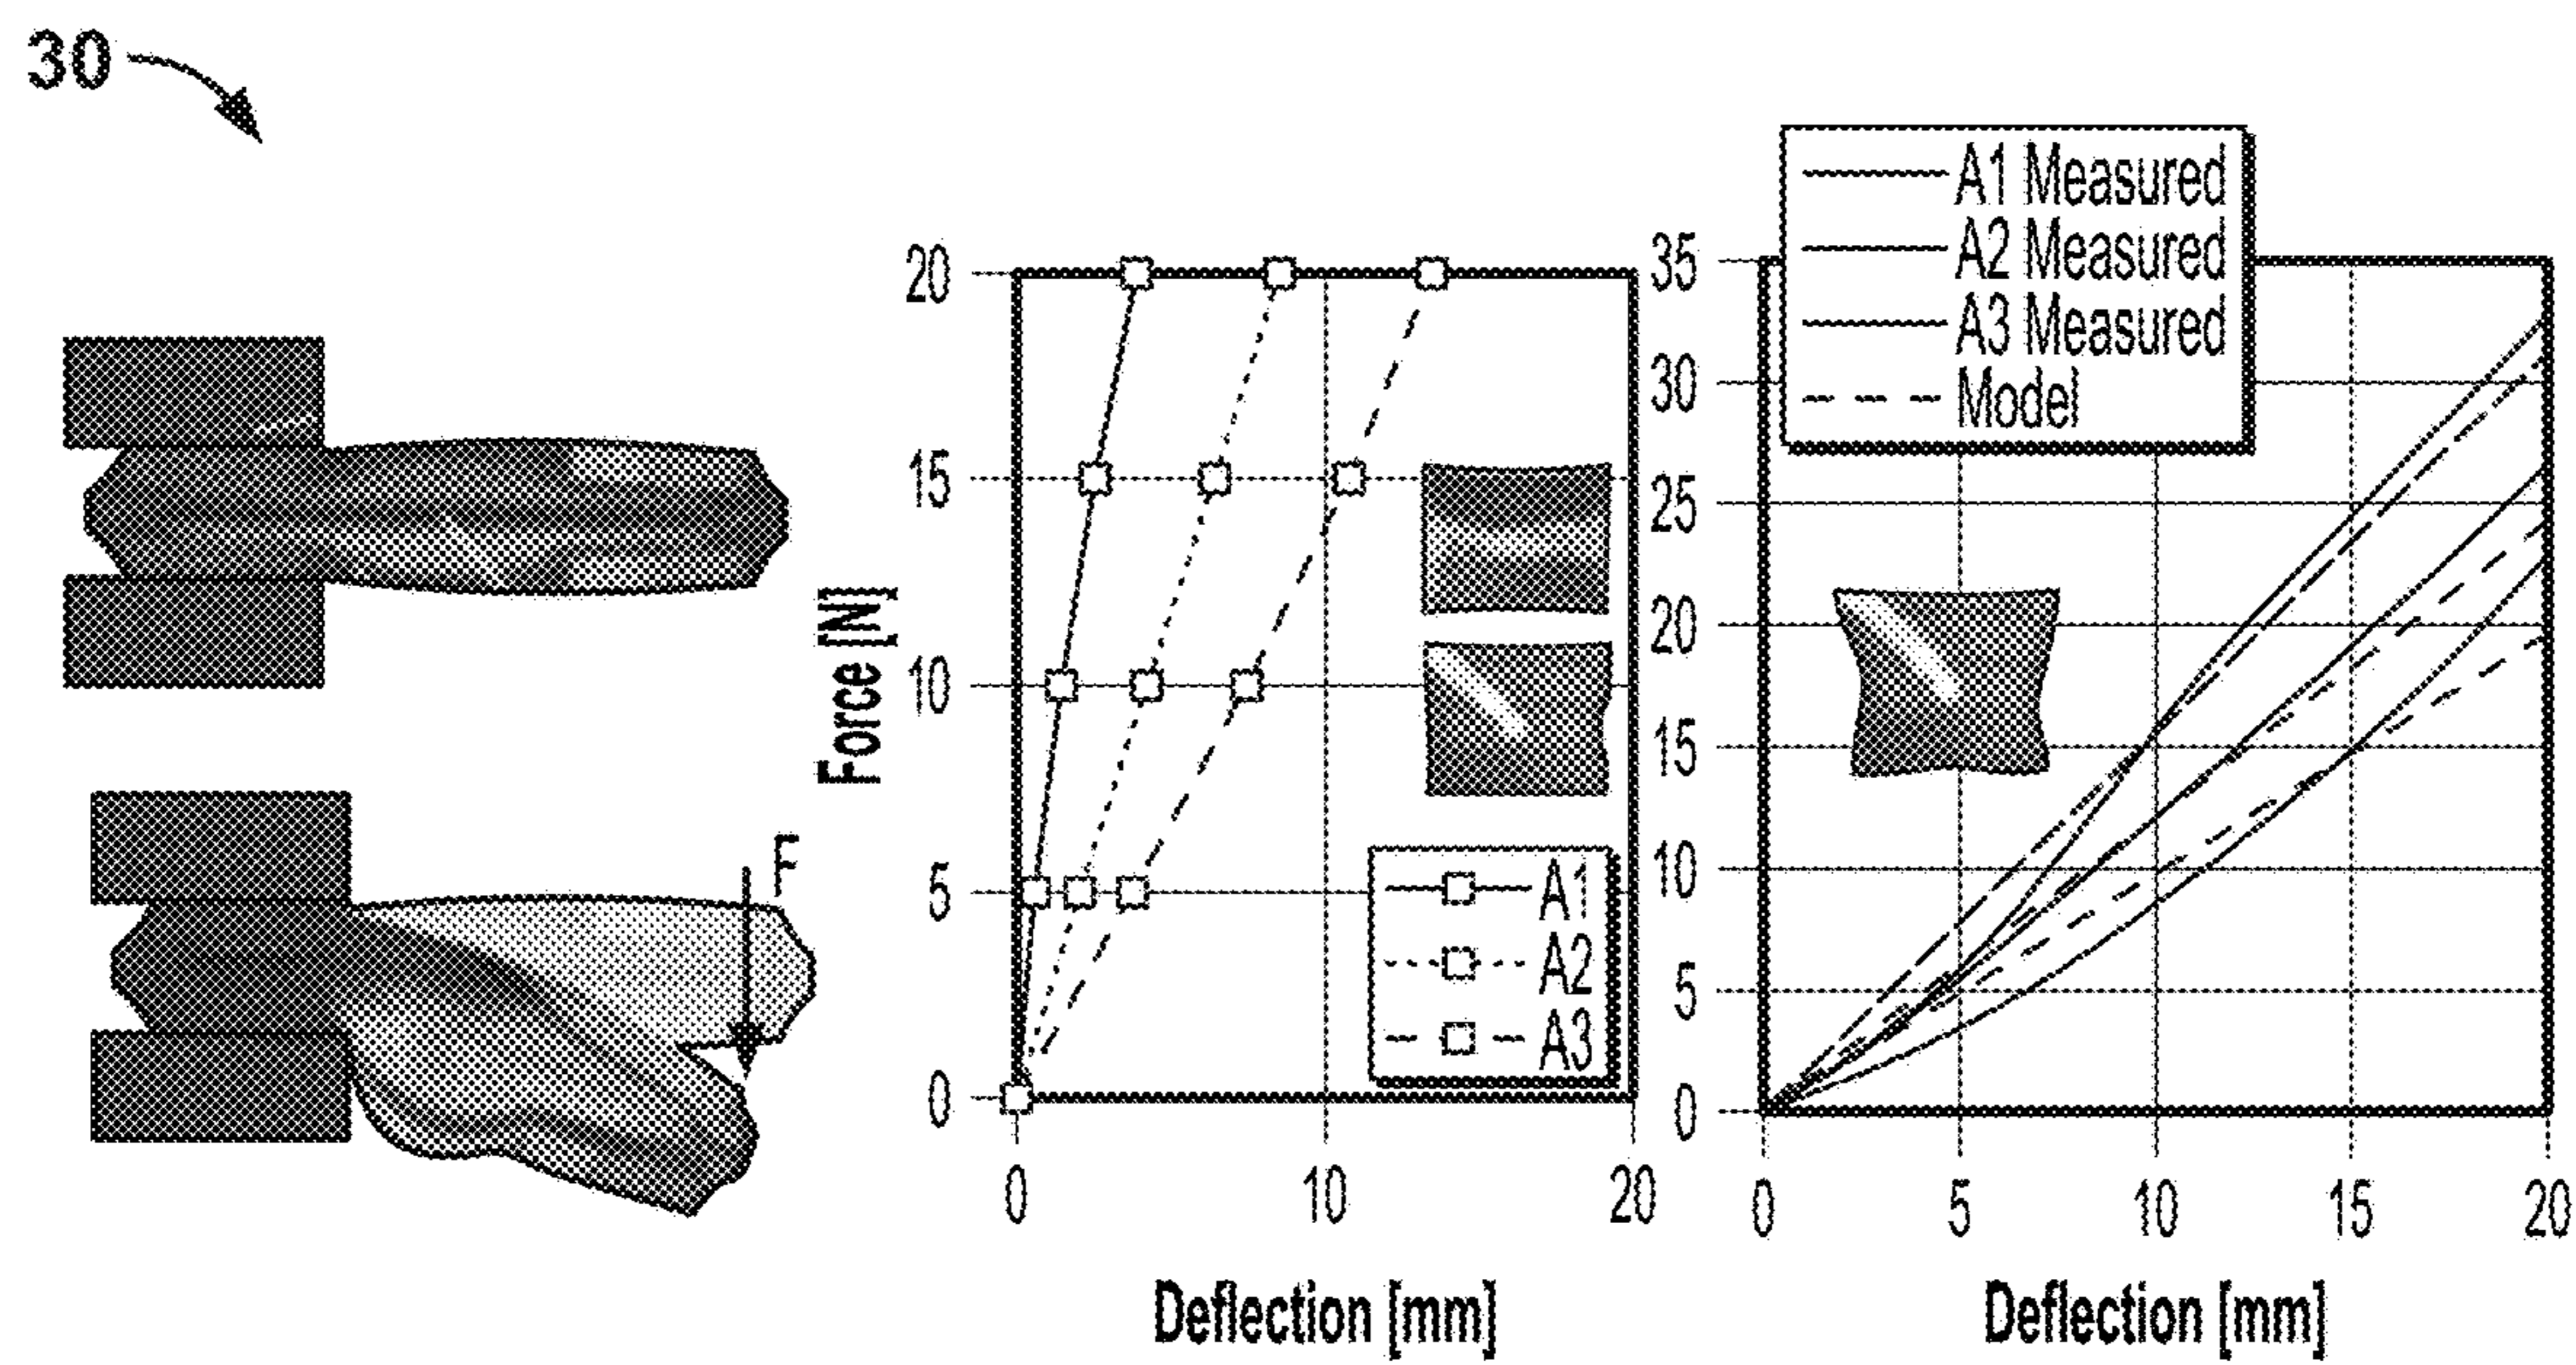 30
F
Force [N]
20
15
10
5
0
0
10
20
Deflection [mm]
A1
A2
A3
A1 Measured
A2 Measured
A3 Measured
Model
35
30
25
20
15
10
5
0
0
5
10
15
20
Deflection [mm]